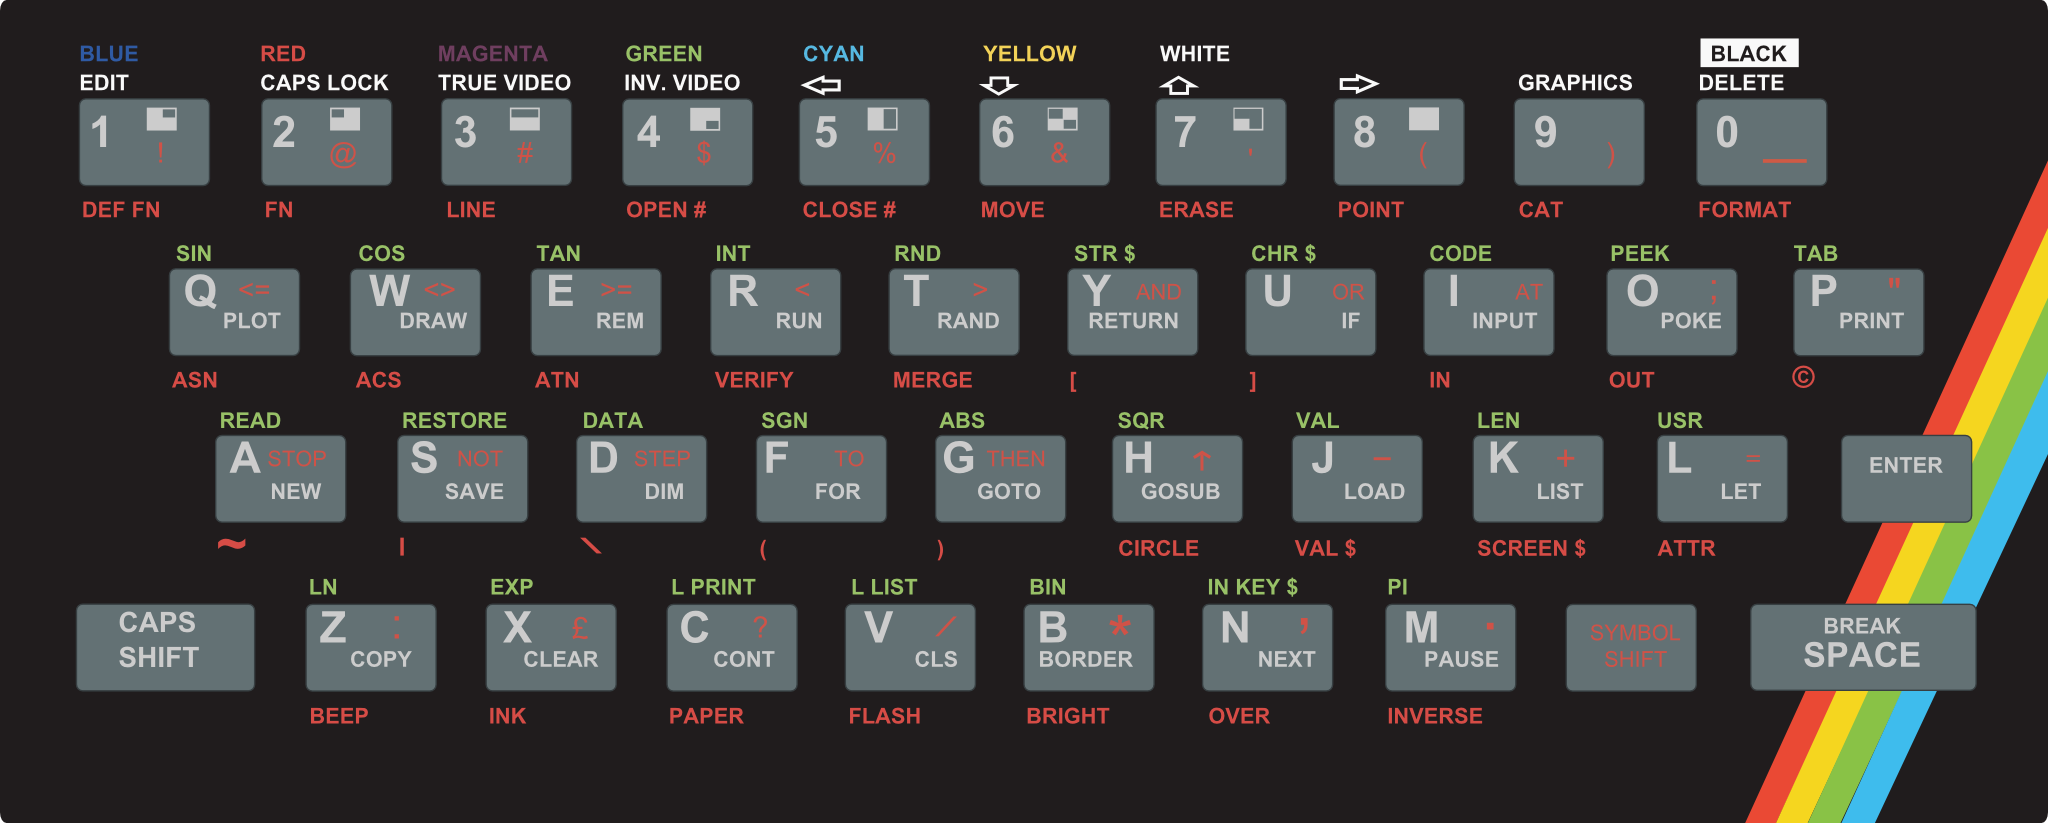 BLUE RED MAGENTA GREEN CYAN YELLOW WHITE BLACK
EDIT CAPS LOCK TRUE VIDEO INV. VIDEO ⇦ ⇩ ⇧ ⇨ GRAPHICS DELETE
1 2 3 4 5 6 7 8 9 0
! @ # $ % & ' ( ) _
DEF FN FN LINE OPEN # CLOSE # MOVE ERASE POINT CAT FORMAT
SIN COS TAN INT RND STR $ CHR $ CODE PEEK TAB
Q <= W <> E >= R < T > Y AND U OR I AT O ; P "
PLOT DRAW REM RUN RAND RETURN IF INPUT POKE PRINT
ASN ACS ATN VERIFY MERGE [ ] IN OUT ©
READ RESTORE DATA SGN ABS SQR VAL LEN USR
A STOP S NOT D STEP F TO G THEN H ↑ J − K + L = ENTER
NEW SAVE DIM FOR GOTO GOSUB LOAD LIST LET
~ | \ ( ) CIRCLE VAL $ SCREEN $ ATTR
LN EXP L PRINT L LIST BIN IN KEY $ PI
CAPS Z : X £ C ? V / B * N , M . SYMBOL BREAK
SHIFT COPY CLEAR CONT CLS BORDER NEXT PAUSE SHIFT SPACE
BEEP INK PAPER FLASH BRIGHT OVER INVERSE